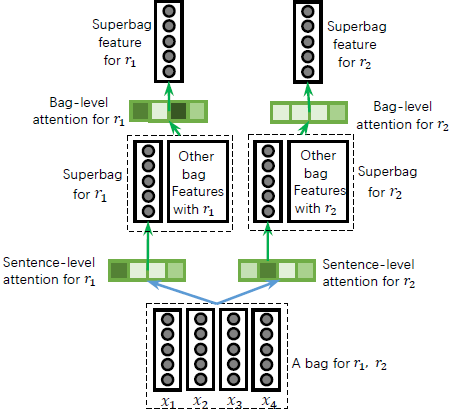 Superbag
feature
for r₁
Superbag
feature
for r₂
Bag-level
attention for r₁
Bag-level
attention for r₂
Superbag
for r₁
Other
bag
Features
with r₁
Other
bag
Features
with r₂
Superbag
for r₂
Sentence-level
attention for r₁
Sentence-level
attention for r₂
A bag for r₁, r₂
x₁ x₂ x₃ x₄